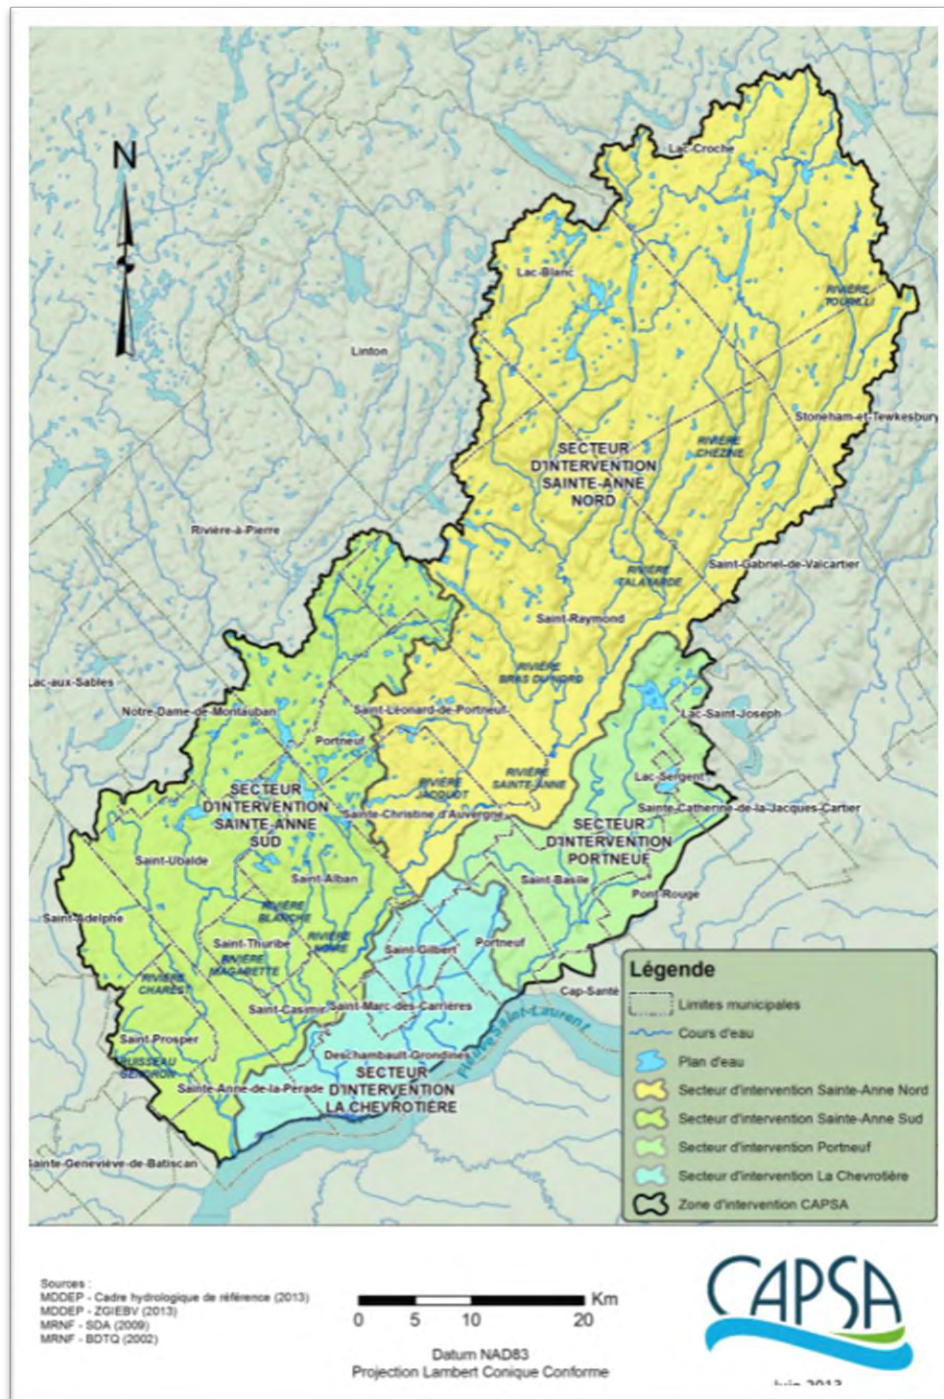 N
Lac-Croche
Lac-Blanc
RIVIÈRE
TOURILLI
Linton
Stoneham-et-Tewkesbury
RIVIÈRE
CHEZINE
SECTEUR
D'INTERVENTION
SAINTE-ANNE
NORD
Rivière-à-Pierre
Saint-Gabriel-de-Valcartier
RIVIÈRE
TALAYARDE
Saint-Raymond
RIVIÈRE
BRAS DU NORD
Lac-aux-Sables
Notre-Dame-de-Montauban
Saint-Léonard-de-Portneuf
Lac-Saint-Joseph
Portneuf
RIVIÈRE
JACQUOT
RIVIÈRE
SAINTE-ANNE
Lac-Sergent
SECTEUR
D'INTERVENTION
SAINTE-ANNE
SUD
Sainte-Christine d'Auvergne
Sainte-Catherine-de-la-Jacques-Cartier
SECTEUR
D'INTERVENTION
PORTNEUF
Saint-Ubalde
Saint-Alban
Saint-Basile
Pont-Rouge
Saint-Adelphe
RIVIÈRE
BLANCHE
Saint-Thuribe
RIVIÈRE
NOIRE
Saint-Gilbert
Portneuf
RIVIÈRE
MAGARETTE
RIVIÈRE
CHAREST
Cap-Santé
Saint-Casimir
Saint-Marc-des-Carrières
Fleuve Saint-Laurent
Saint-Prosper
Deschambault-Grondines
RUISSEAU
GENDRON
SECTEUR
D'INTERVENTION
LA CHEVROTIÈRE
Sainte-Anne-de-la-Pérade
Sainte-Geneviève-de-Batiscan
Légende
Limites municipales
Cours d'eau
Plan d'eau
Secteur d'intervention Sainte-Anne Nord
Secteur d'intervention Sainte-Anne Sud
Secteur d'intervention Portneuf
Secteur d'intervention La Chevrotière
Zone d'intervention CAPSA
Sources :
MDDEP - Cadre hydrologique de référence (2013)
MDDEP - ZGIEBV (2013)
MRNF - SDA (2009)
MRNF - BDTQ (2002)
Km
0 5 10 20
Datum NAD83
Projection Lambert Conique Conforme
CAPSA
Juin 2013